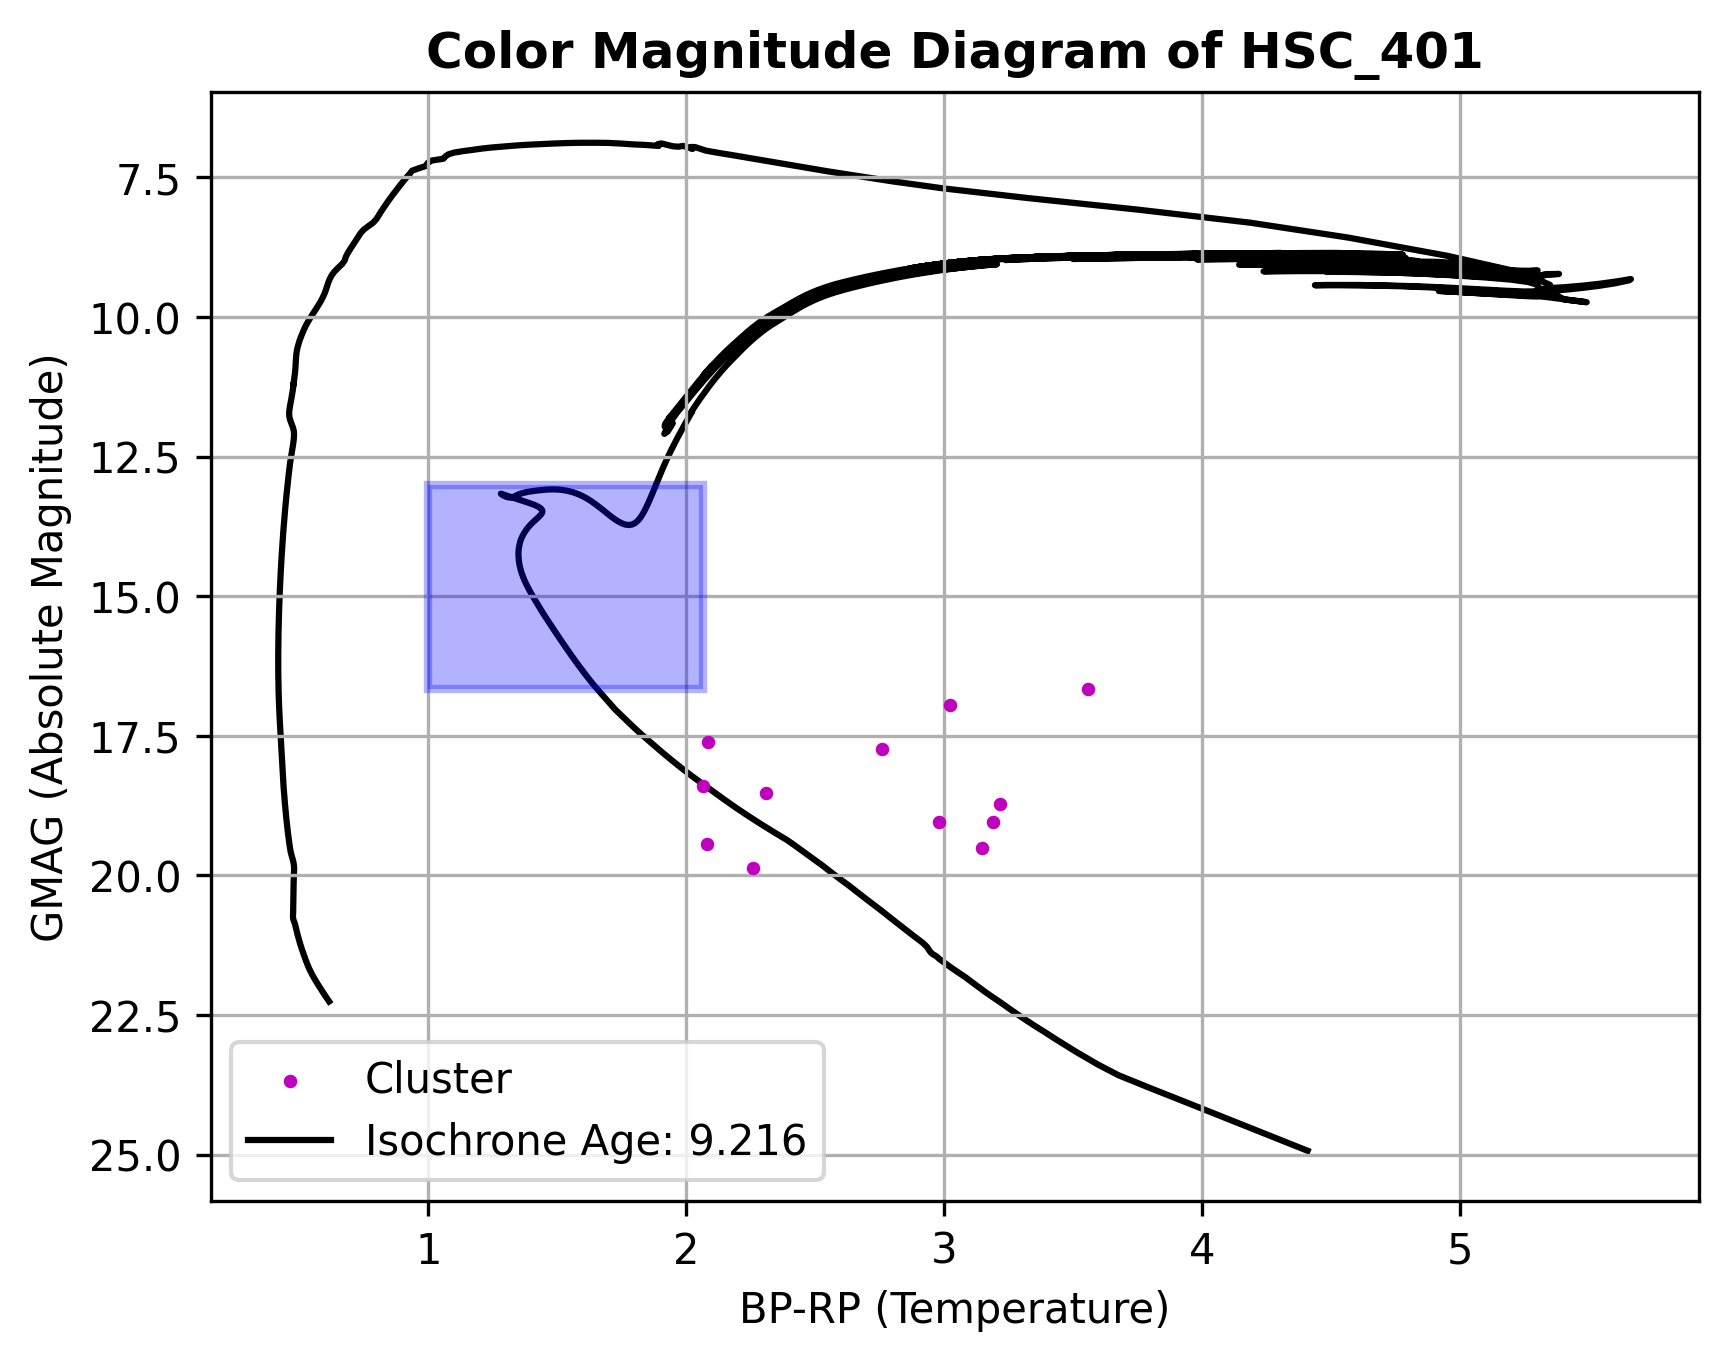 Color Magnitude Diagram of HSC_401
GMAG (Absolute Magnitude)
7.5
10.0
12.5
15.0
17.5
20.0
22.5
25.0
Cluster
Isochrone Age: 9.216
1 2 3 4 5
BP-RP (Temperature)